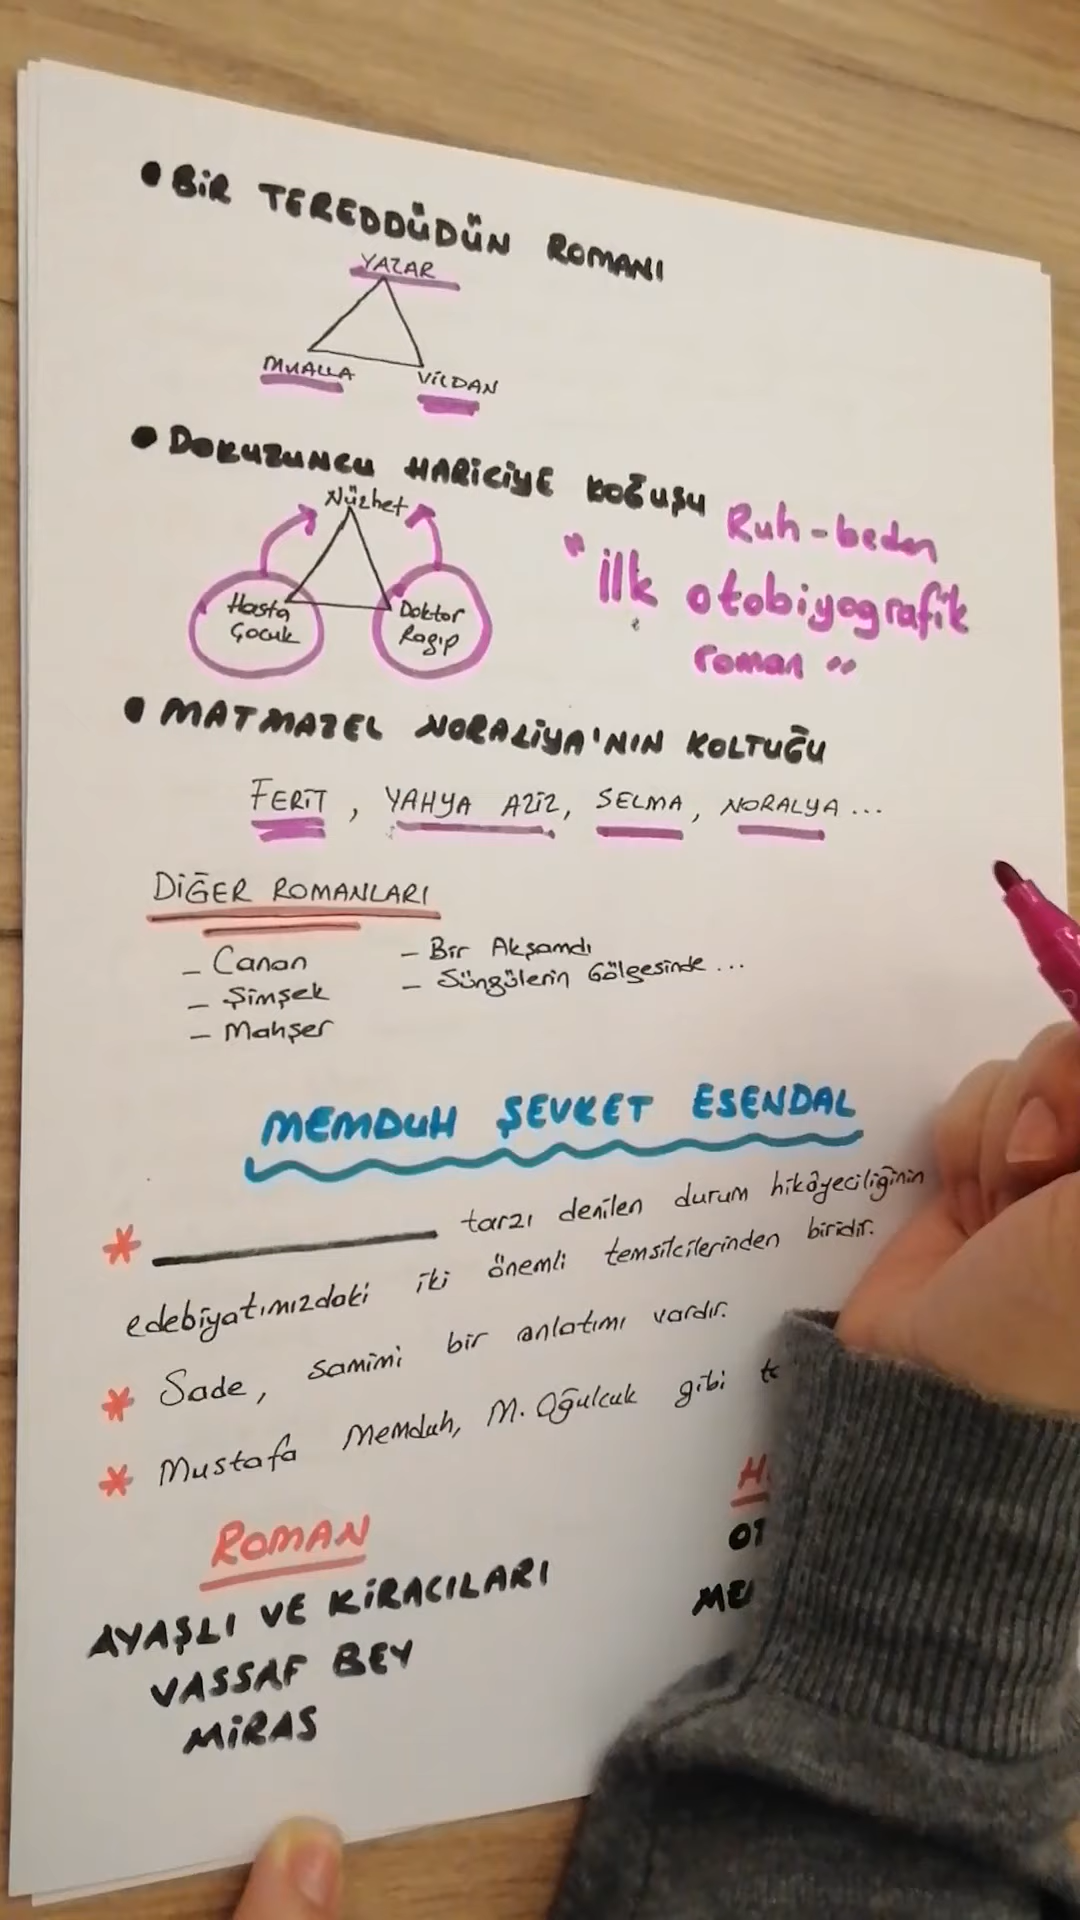 • BİR TEREDDÜDÜN ROMANI
YAZAR
MUALLA
VİLDAN
• DOKUZUNCU HARİCİYE KOĞUŞU
Nüzhet
Hasta Çocuk
Doktor Ragıp
Ruh-beden
"İlk otobiyografik
roman"
• MATMAZEL NORALİYA'NIN KOLTUĞU
FERİT, YAHYA AZİZ, SELMA, NORALYA...
DİĞER ROMANLARI
- Canan
- Şimşek
- Mahşer
- Bir Akşamdı
- Süngülerin Gölgesinde...
MEMDUH ŞEVKET ESENDAL
* ________ tarzı denilen durum hikâyeciliğinin
edebiyatımızdaki iki önemli temsilcilerinden biridir.
* Sade, samimi bir anlatımı vardır.
* Mustafa Memduh, M. Oğulcuk gibi
ROMAN
AYAŞLI VE KİRACILARI
VASSAF BEY
MİRAS